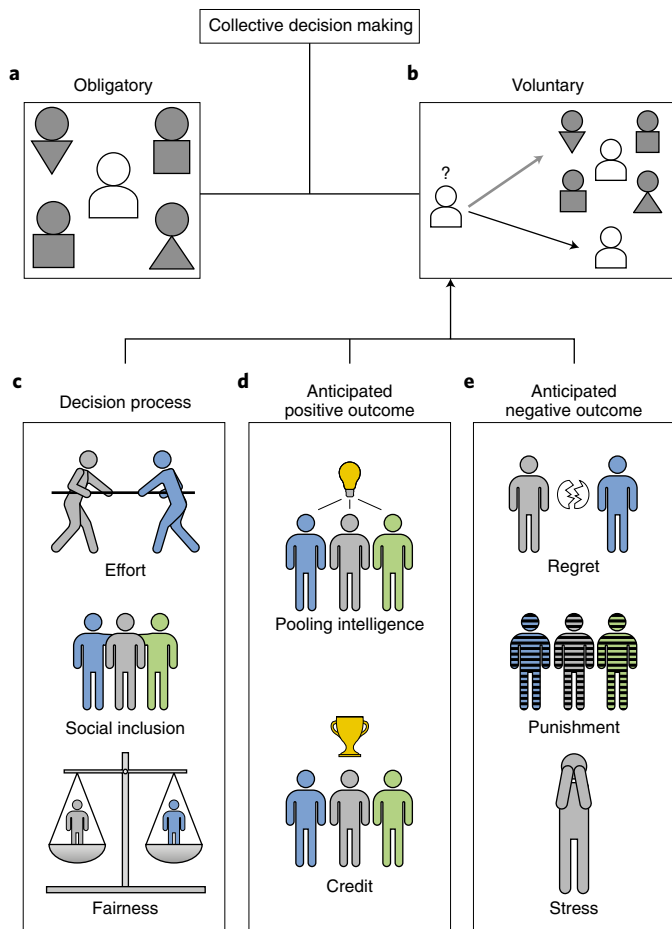 Collective decision making
a
Obligatory
b
Voluntary
?
c
Decision process
Effort
Social inclusion
Fairness
d
Anticipated
positive outcome
Pooling intelligence
Credit
e
Anticipated
negative outcome
Regret
Punishment
Stress